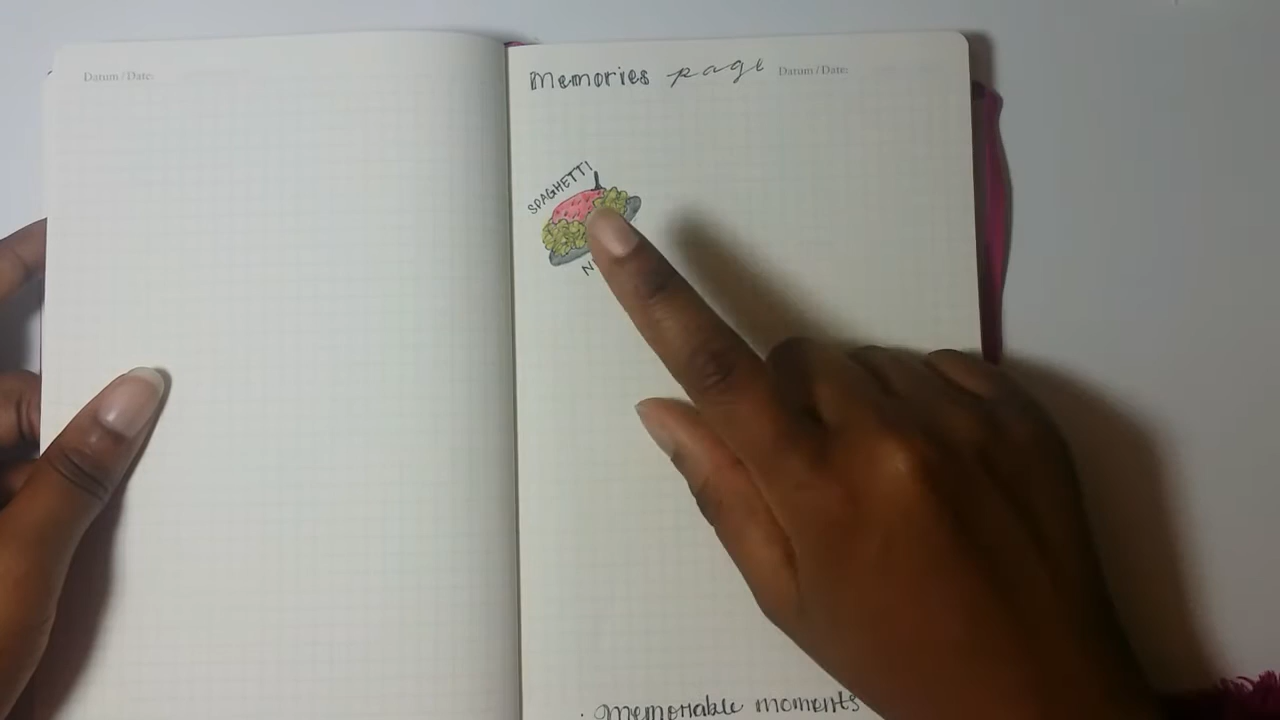 Datum / Date:
Memories page
Datum / Date:
SPAGHETTI
· Memorable moments